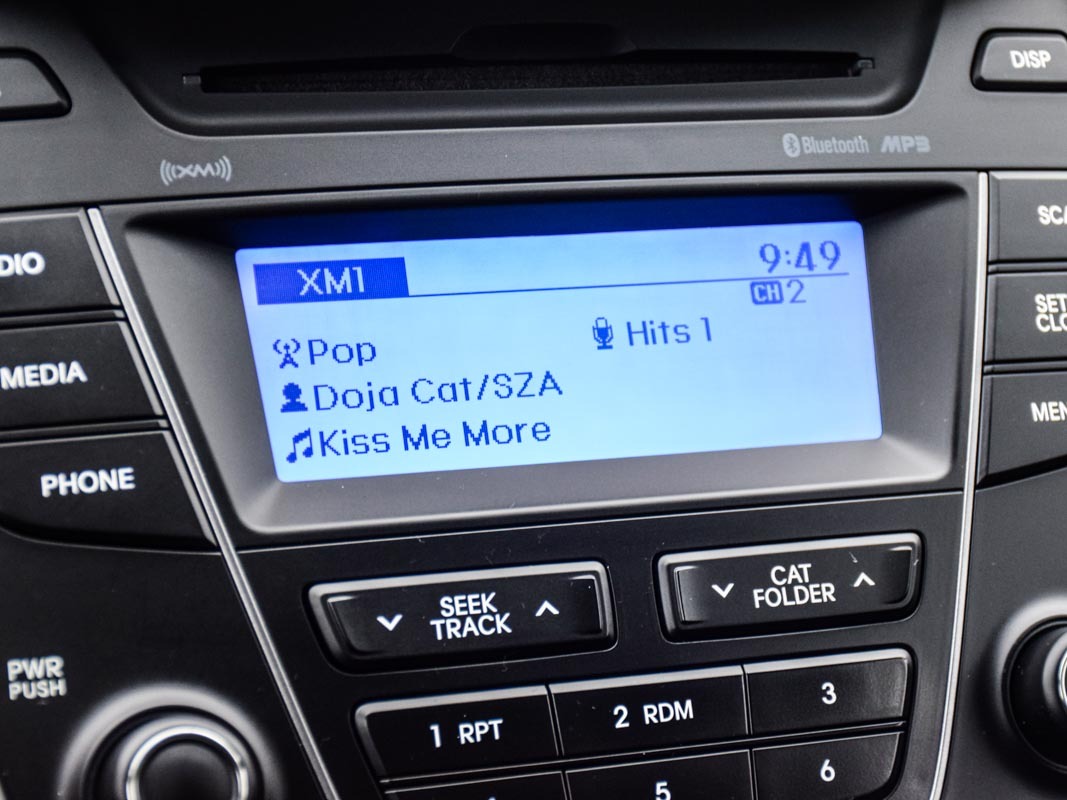 DISP
XM
Bluetooth MP3
XM1
9:49
CH 2
Pop
Hits 1
Doja Cat/SZA
Kiss Me More
MEDIA
PHONE
SEEK
TRACK
CAT
FOLDER
PWR
PUSH
1 RPT
2 RDM
3
5
6